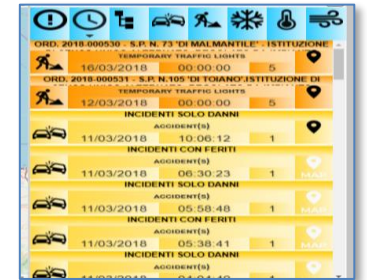 ORD. 2018-000530 - S.P. N. 73 'DI MALMANTILE' - ISTITUZIONE
TEMPORARY TRAFFIC LIGHTS
16/03/2018 00:00:00 5
ORD. 2018-000531 - S.P. N.105 'DI TOIANO'.ISTITUZIONE DI
TEMPORARY TRAFFIC LIGHTS
12/03/2018 00:00:00 5
INCIDENTI SOLO DANNI
ACCIDENT(S)
11/03/2018 10:06:12 1
INCIDENTI CON FERITI
ACCIDENT(S)
11/03/2018 06:30:23 1 MAP
INCIDENTI SOLO DANNI
ACCIDENT(S)
11/03/2018 05:58:48 1 MAP
INCIDENTI CON FERITI
ACCIDENT(S)
11/03/2018 05:38:41 1 MAP
INCIDENTI SOLO DANNI
ACCIDENT(S)